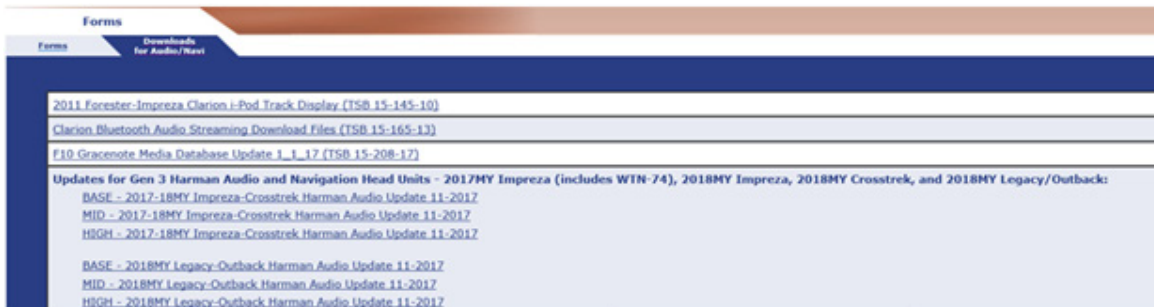 Forms
Forms
Downloads
for Audio/Navi
2011 Forester-Impreza Clarion i-Pod Track Display (TSB 15-145-10)
Clarion Bluetooth Audio Streaming Download Files (TSB 15-165-13)
F10 Gracenote Media Database Update 1_1_17 (TSB 15-208-17)
Updates for Gen 3 Harman Audio and Navigation Head Units - 2017MY Impreza (includes WTN-74), 2018MY Impreza, 2018MY Crosstrek, and 2018MY Legacy/Outback:
BASE - 2017-18MY Impreza-Crosstrek Harman Audio Update 11-2017
MID - 2017-18MY Impreza-Crosstrek Harman Audio Update 11-2017
HIGH - 2017-18MY Impreza-Crosstrek Harman Audio Update 11-2017
BASE - 2018MY Legacy-Outback Harman Audio Update 11-2017
MID - 2018MY Legacy-Outback Harman Audio Update 11-2017
HIGH - 2018MY Legacy-Outback Harman Audio Update 11-2017